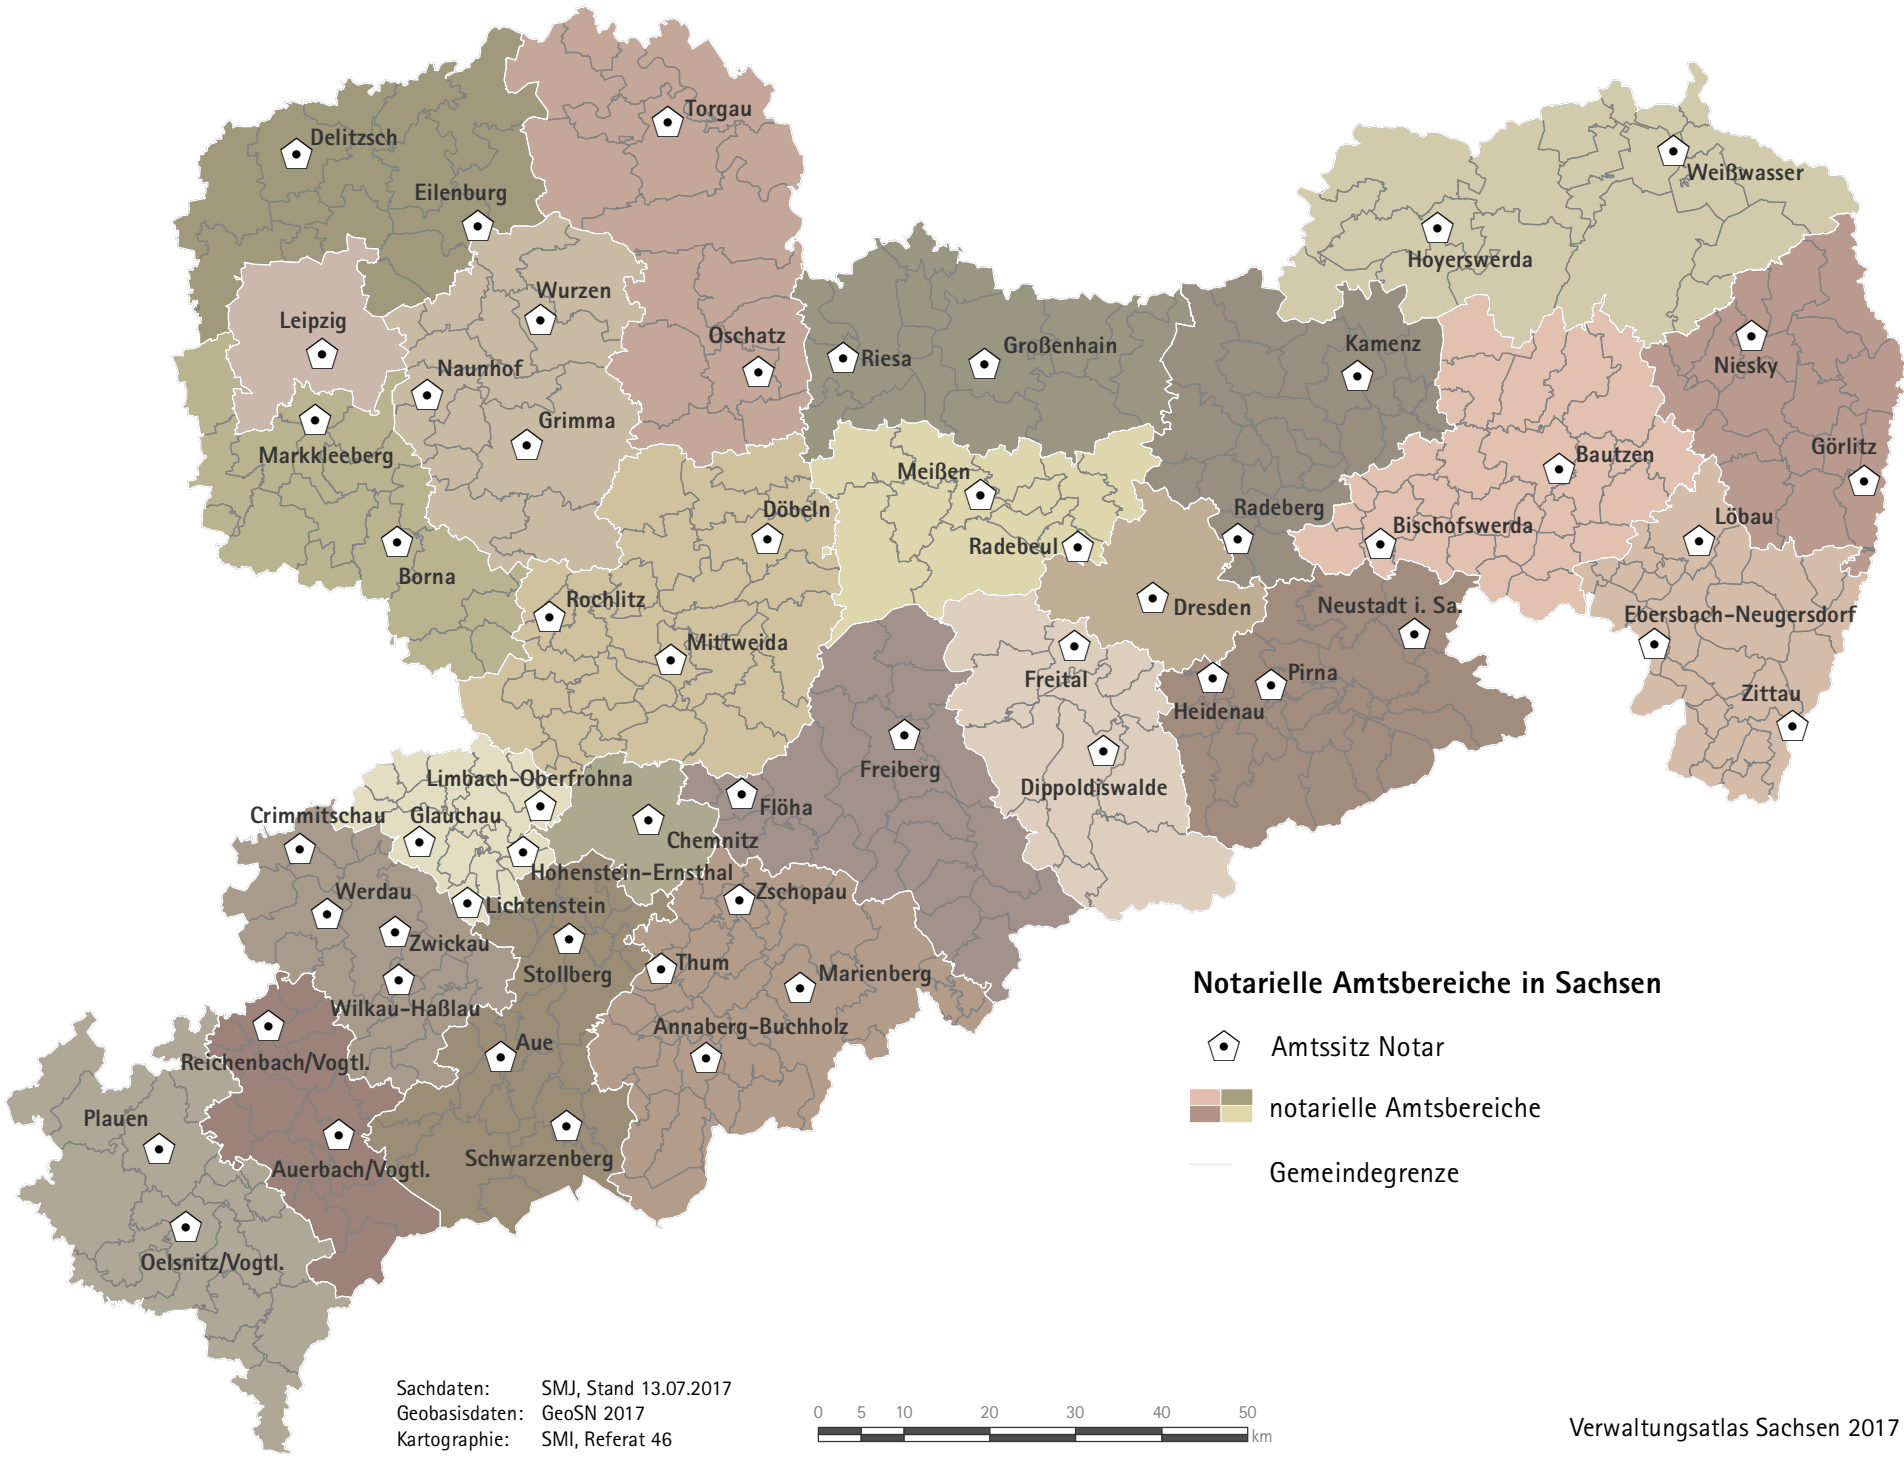 Torgau
Delitzsch
Eilenburg
Weißwasser
Hoyerswerda
Wurzen
Leipzig
Oschatz
Riesa
Großenhain
Kamenz
Niesky
Naunhof
Grimma
Markkleeberg
Meißen
Bautzen
Görlitz
Döbeln
Radeberg
Bischofswerda
Löbau
Radebeul
Borna
Rochlitz
Dresden
Neustadt i. Sa.
Ebersbach-Neugersdorf
Mittweida
Freital
Pirna
Zittau
Heidenau
Freiberg
Limbach-Oberfrohna
Dippoldiswalde
Crimmitschau
Glauchau
Flöha
Chemnitz
Hohenstein-Ernsthal
Werdau
Zschopau
Lichtenstein
Zwickau
Stollberg
Thum
Marienberg
Wilkau-Haßlau
Annaberg-Buchholz
Aue
Reichenbach/Vogtl.
Plauen
Auerbach/Vogtl.
Schwarzenberg
Oelsnitz/Vogtl.
Notarielle Amtsbereiche in Sachsen
Amtssitz Notar
notarielle Amtsbereiche
Gemeindegrenze
Sachdaten: SMJ, Stand 13.07.2017
Geobasisdaten: GeoSN 2017
Kartographie: SMI, Referat 46
0 5 10 20 30 40 50
km
Verwaltungsatlas Sachsen 2017